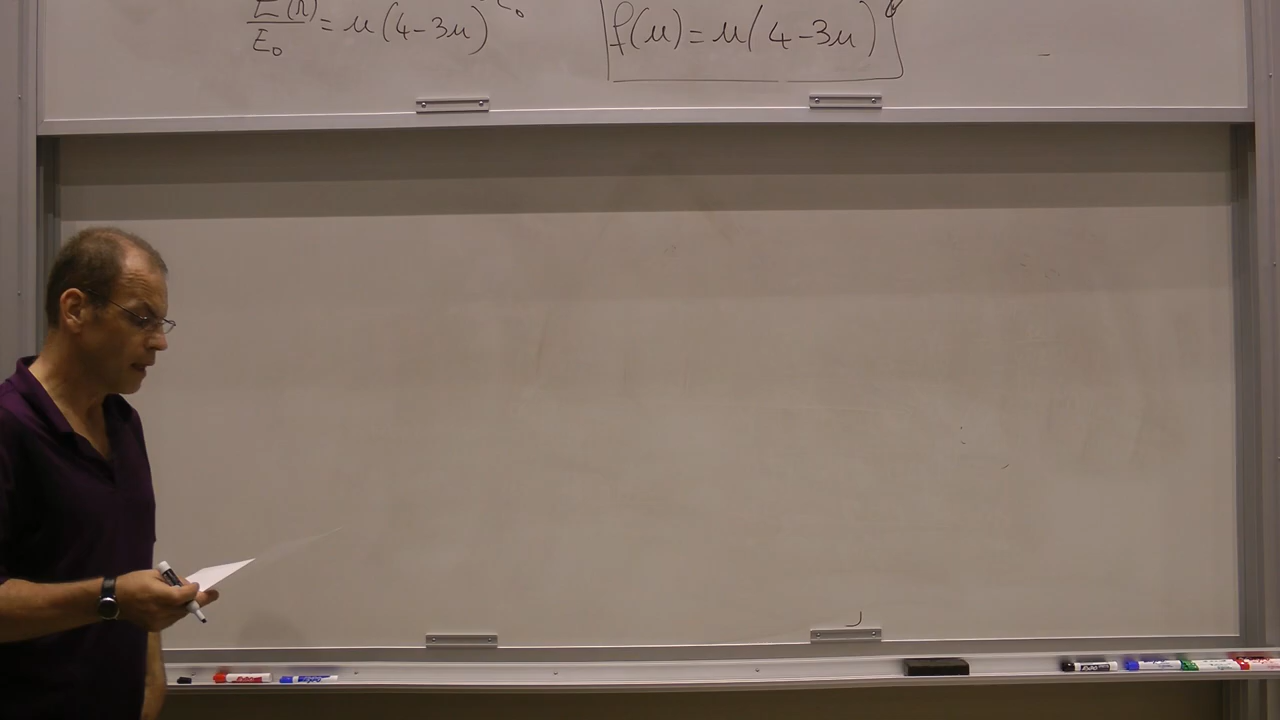 E(r)/E₀ = u(4-3u)
f(u) = u(4-3u)